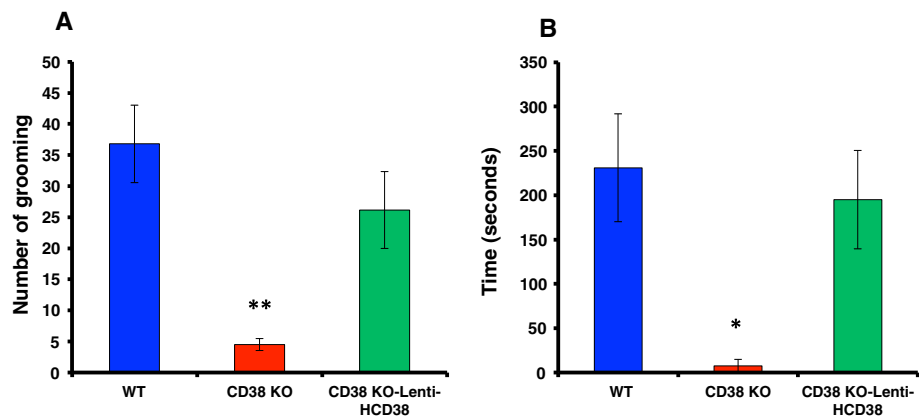 A
Number of grooming
50
45
40
35
30
25
20
15
10
5
0
**
WT
CD38 KO
CD38 KO-Lenti-
HCD38
B
Time (seconds)
350
300
250
200
150
100
50
000
*
WT
CD38 KO
CD38 KO-Lenti-
HCD38